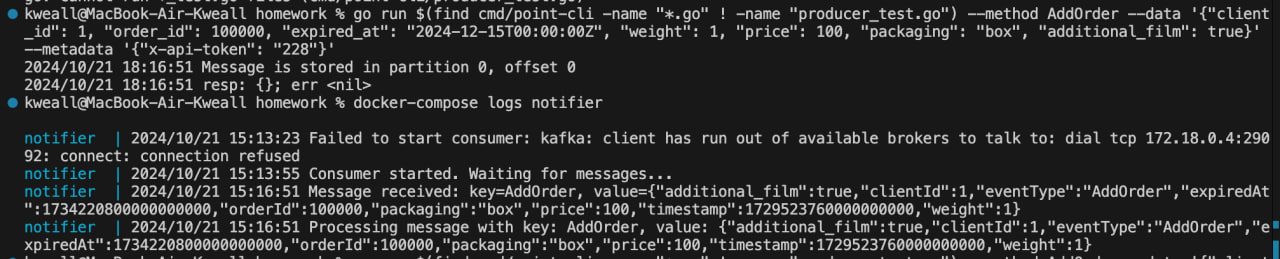 kweall@MacBook-Air-Kweall homework % go run $(find cmd/point-cli -name "*.go" ! -name "producer_test.go") --method AddOrder --data '{"client
_id": 1, "order_id": 100000, "expired_at": "2024-12-15T00:00:00Z", "weight": 1, "price": 100, "packaging": "box", "additional_film": true}'
--metadata '{"x-api-token": "228"}'
2024/10/21 18:16:51 Message is stored in partition 0, offset 0
2024/10/21 18:16:51 resp: {}; err <nil>
kweall@MacBook-Air-Kweall homework % docker-compose logs notifier
notifier | 2024/10/21 15:13:23 Failed to start consumer: kafka: client has run out of available brokers to talk to: dial tcp 172.18.0.4:290
92: connect: connection refused
notifier | 2024/10/21 15:13:55 Consumer started. Waiting for messages...
notifier | 2024/10/21 15:16:51 Message received: key=AddOrder, value={"additional_film":true,"clientId":1,"eventType":"AddOrder","expiredAt
":1734220800000000000,"orderId":100000,"packaging":"box","price":100,"timestamp":1729523760000000000,"weight":1}
notifier | 2024/10/21 15:16:51 Processing message with key: AddOrder, value: {"additional_film":true,"clientId":1,"eventType":"AddOrder","e
xpiredAt":1734220800000000000,"orderId":100000,"packaging":"box","price":100,"timestamp":1729523760000000000,"weight":1}